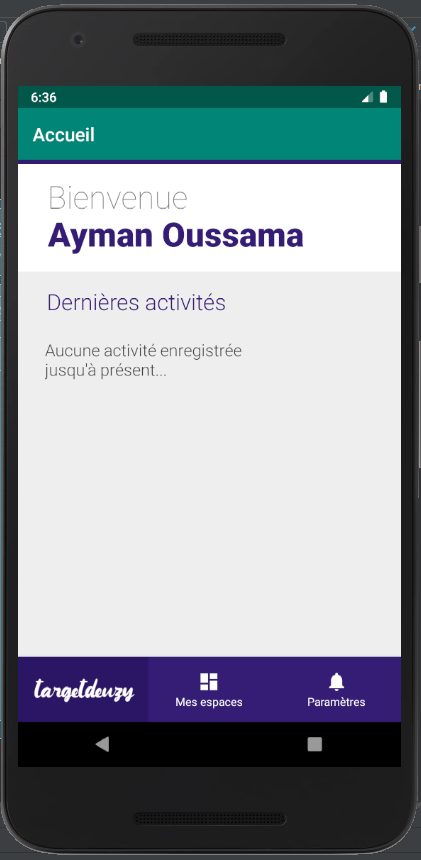 6:36
Accueil
Bienvenue
Ayman Oussama
Dernières activités
Aucune activité enregistrée
jusqu'à présent...
targetdeuzy
Mes espaces
Paramètres